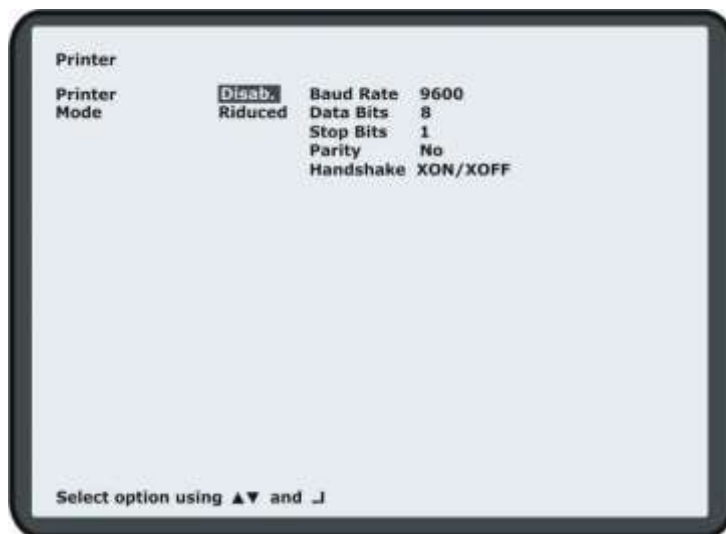 Printer
Printer Disab. Baud Rate 9600
Mode Riduced Data Bits 8
Stop Bits 1
Parity No
Handshake XON/XOFF
Select option using ▲▼ and ┘